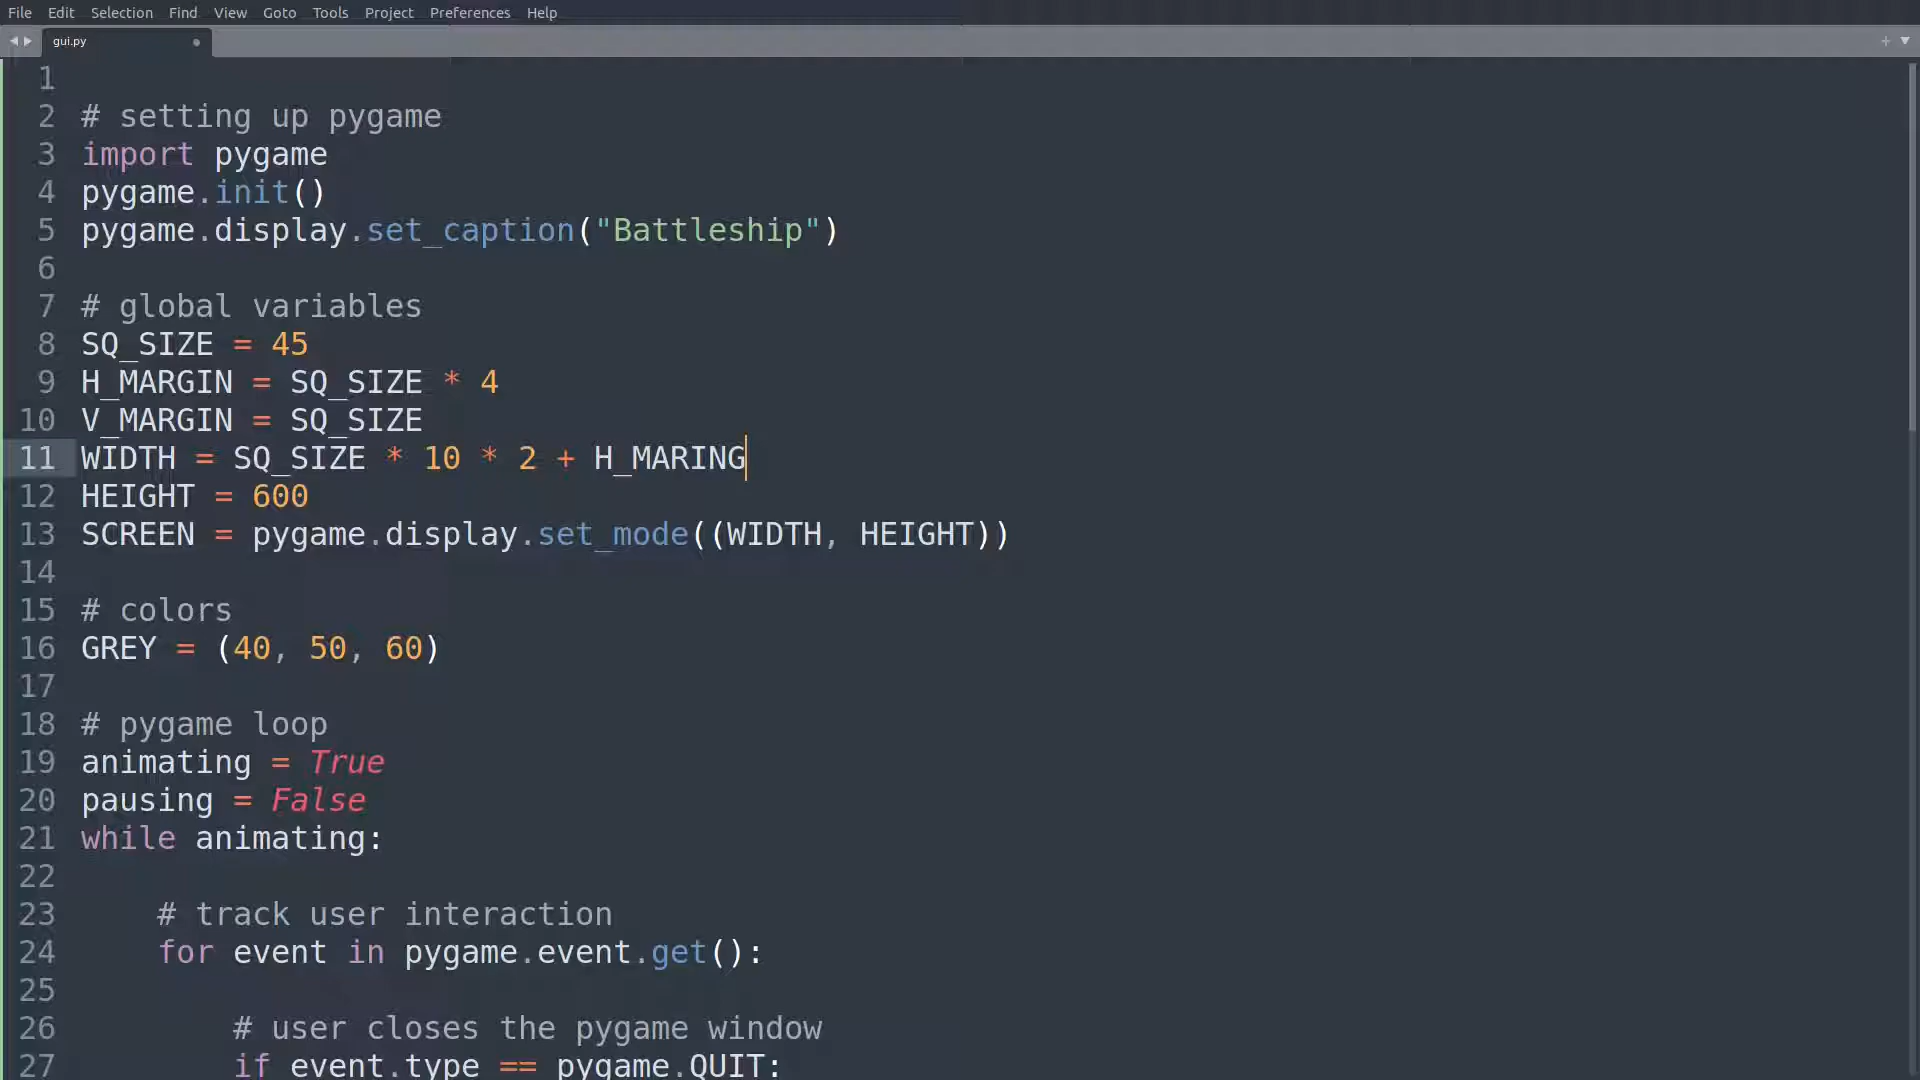 File Edit Selection Find View Goto Tools Project Preferences Help
gui.py
1
2 # setting up pygame
3 import pygame
4 pygame.init()
5 pygame.display.set_caption("Battleship")
6
7 # global variables
8 SQ_SIZE = 45
9 H_MARGIN = SQ_SIZE * 4
10 V_MARGIN = SQ_SIZE
11 WIDTH = SQ_SIZE * 10 * 2 + H_MARING
12 HEIGHT = 600
13 SCREEN = pygame.display.set_mode((WIDTH, HEIGHT))
14
15 # colors
16 GREY = (40, 50, 60)
17
18 # pygame loop
19 animating = True
20 pausing = False
21 while animating:
22
23     # track user interaction
24     for event in pygame.event.get():
25
26         # user closes the pygame window
27         if event.type == pygame.QUIT: